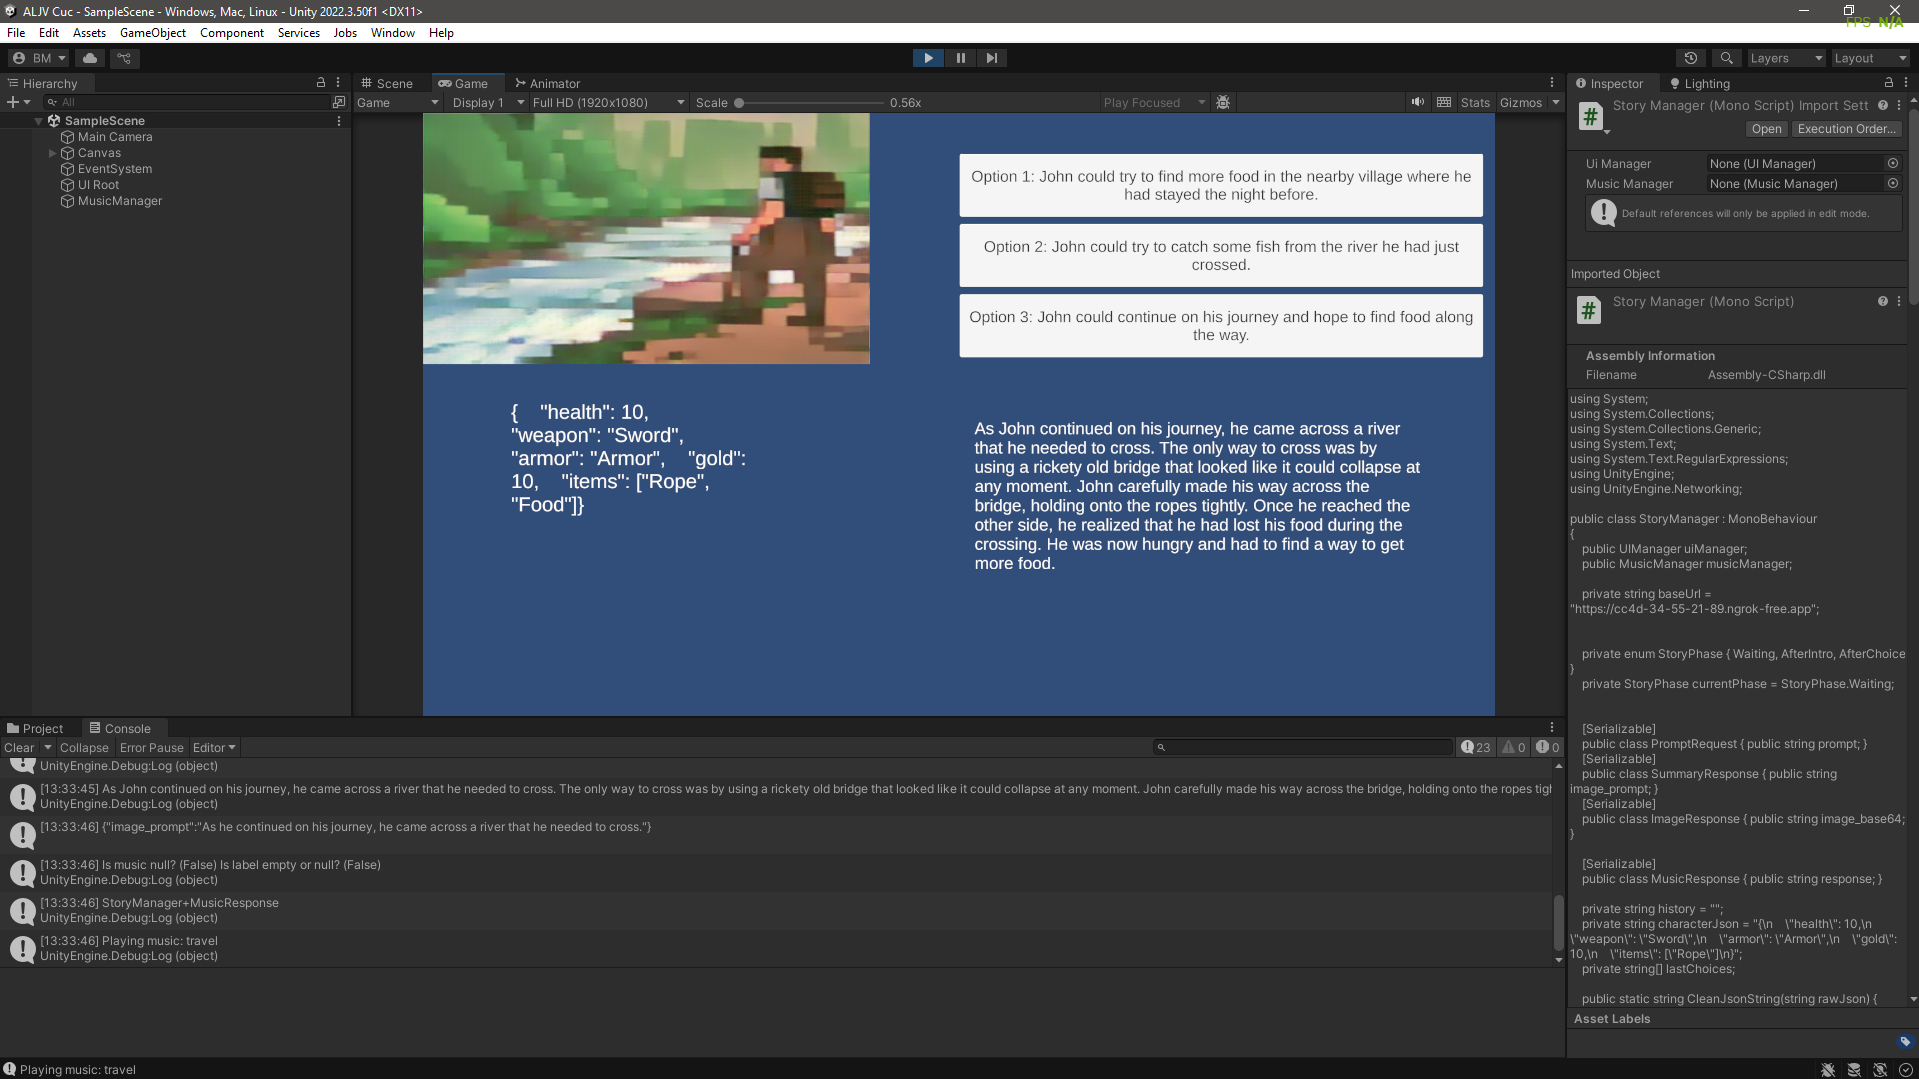 ALJV Cuc - SampleScene - Windows, Mac, Linux - Unity 2022.3.50f1 <DX11>
FPS N/A
File Edit Assets GameObject Component Services Jobs Window Help
BM
Layers Layout
Hierarchy
All
SampleScene
Main Camera
Canvas
EventSystem
UI Root
MusicManager
Scene Game Animator
Game Display 1 Full HD (1920x1080) Scale 0.56x Play Focused Stats Gizmos
Option 1: John could try to find more food in the nearby village where he
had stayed the night before.
Option 2: John could try to catch some fish from the river he had just
crossed.
Option 3: John could continue on his journey and hope to find food along
the way.
{ "health": 10,
"weapon": "Sword",
"armor": "Armor", "gold":
10, "items": ["Rope",
"Food"]}
As John continued on his journey, he came across a river
that he needed to cross. The only way to cross was by
using a rickety old bridge that looked like it could collapse at
any moment. John carefully made his way across the
bridge, holding onto the ropes tightly. Once he reached the
other side, he realized that he had lost his food during the
crossing. He was now hungry and had to find a way to get
more food.
Inspector Lighting
Story Manager (Mono Script) Import Sett
Open Execution Order...
Ui Manager None (UI Manager)
Music Manager None (Music Manager)
Default references will only be applied in edit mode.
Imported Object
Story Manager (Mono Script)
Assembly Information
Filename Assembly-CSharp.dll
using System;
using System.Collections;
using System.Collections.Generic;
using System.Text;
using System.Text.RegularExpressions;
using UnityEngine;
using UnityEngine.Networking;
public class StoryManager : MonoBehaviour
{
public UIManager uiManager;
public MusicManager musicManager;
private string baseUrl =
"https://cc4d-34-55-21-89.ngrok-free.app";
private enum StoryPhase { Waiting, AfterIntro, AfterChoice
}
private StoryPhase currentPhase = StoryPhase.Waiting;
[Serializable]
public class PromptRequest { public string prompt; }
[Serializable]
public class SummaryResponse { public string
image_prompt; }
[Serializable]
public class ImageResponse { public string image_base64;
}
[Serializable]
public class MusicResponse { public string response; }
private string history = "";
private string characterJson = "{\n \"health\": 10,\n
\"weapon\": \"Sword\",\n \"armor\": \"Armor\",\n \"gold\":
10,\n \"items\": [\"Rope\"]\n}";
private string[] lastChoices;
public static string CleanJsonString(string rawJson) {
Asset Labels
Project Console
Clear Collapse Error Pause Editor 23 0 0
UnityEngine.Debug:Log (object)
[13:33:45] As John continued on his journey, he came across a river that he needed to cross. The only way to cross was by using a rickety old bridge that looked like it could collapse at any moment. John carefully made his way across the bridge, holding onto the ropes tigh
UnityEngine.Debug:Log (object)
[13:33:46] {"image_prompt":"As he continued on his journey, he came across a river that he needed to cross."}
[13:33:46] Is music null? (False) Is label empty or null? (False)
UnityEngine.Debug:Log (object)
[13:33:46] StoryManager+MusicResponse
UnityEngine.Debug:Log (object)
[13:33:46] Playing music: travel
UnityEngine.Debug:Log (object)
Playing music: travel